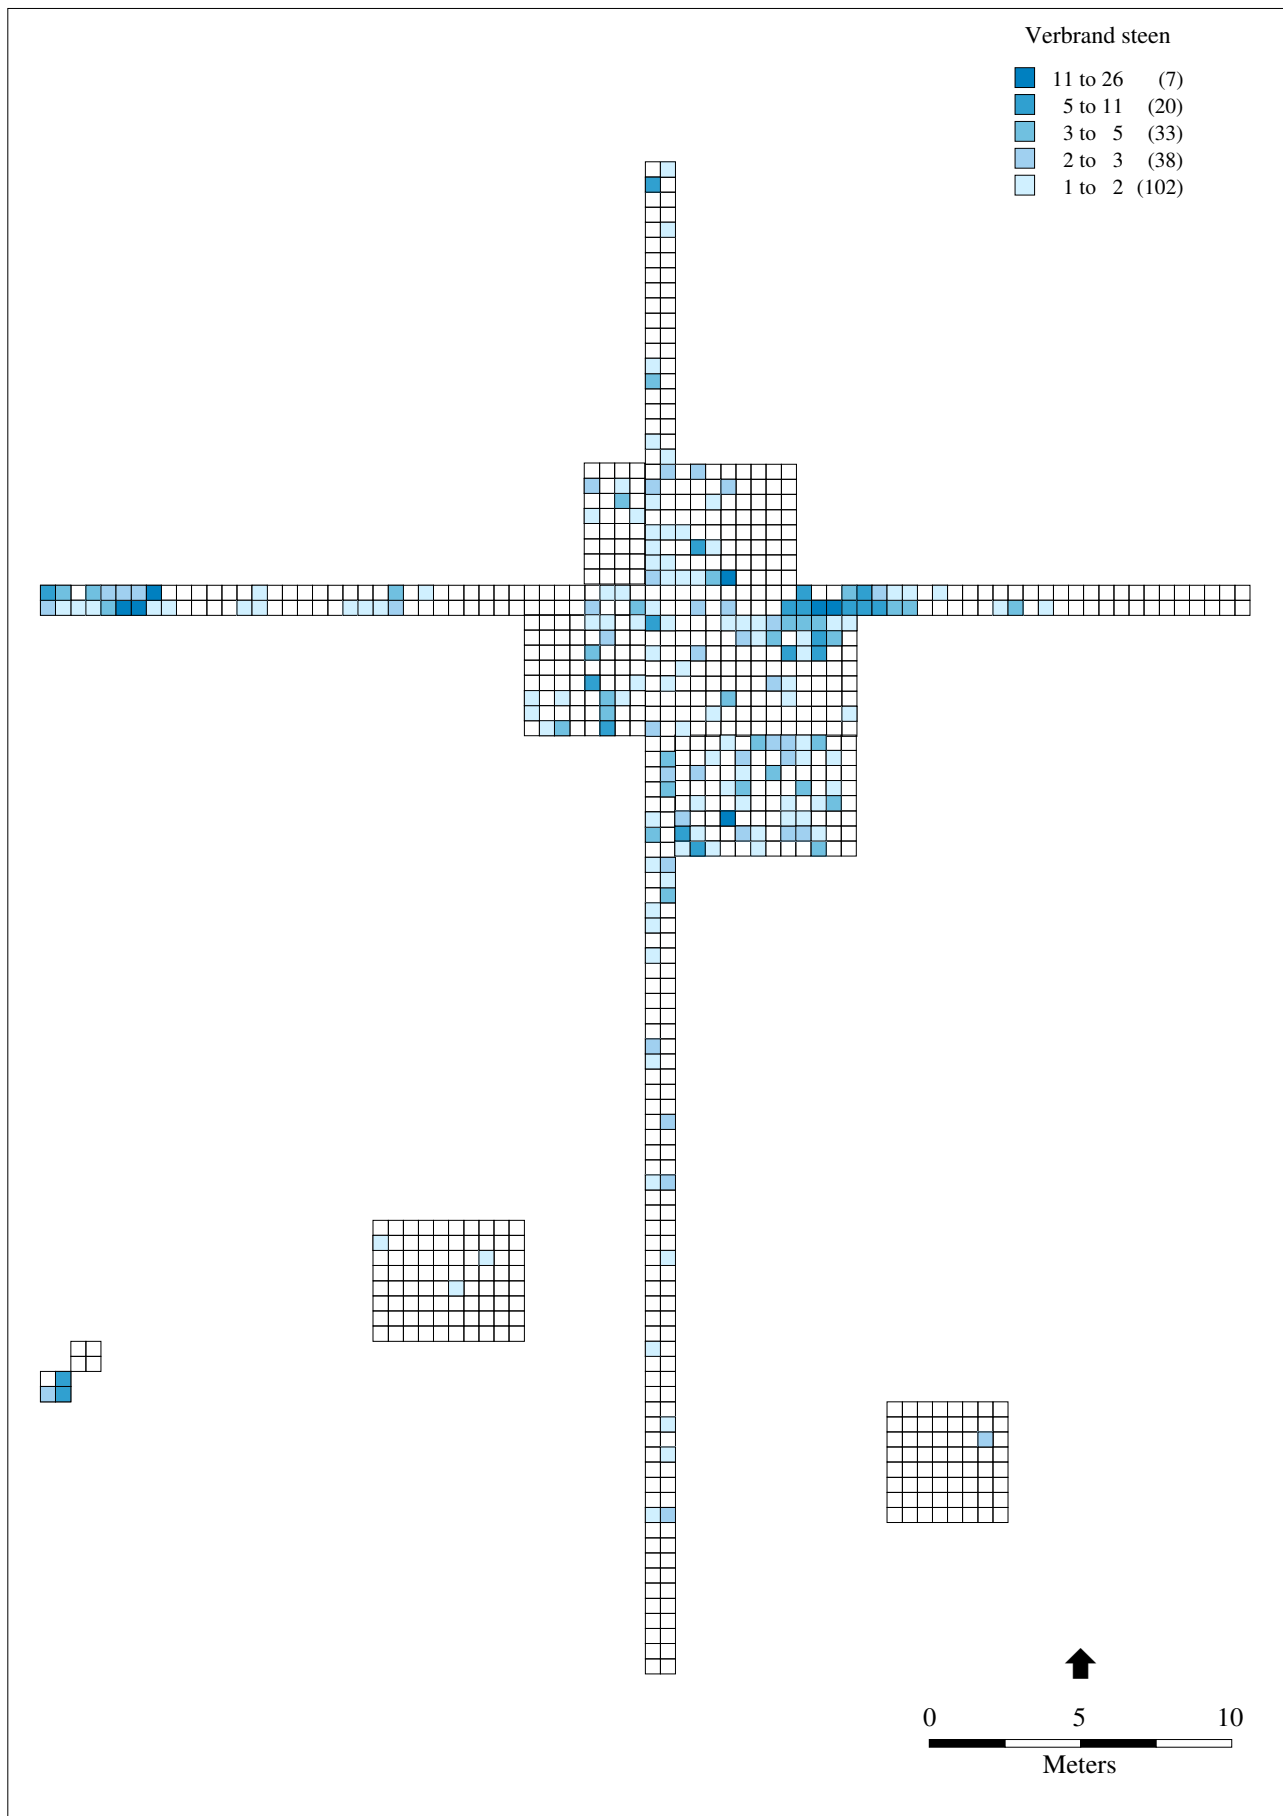 Verbrand steen
11 to 26 (7)
5 to 11 (20)
3 to 5 (33)
2 to 3 (38)
1 to 2 (102)
0 5 10
Meters